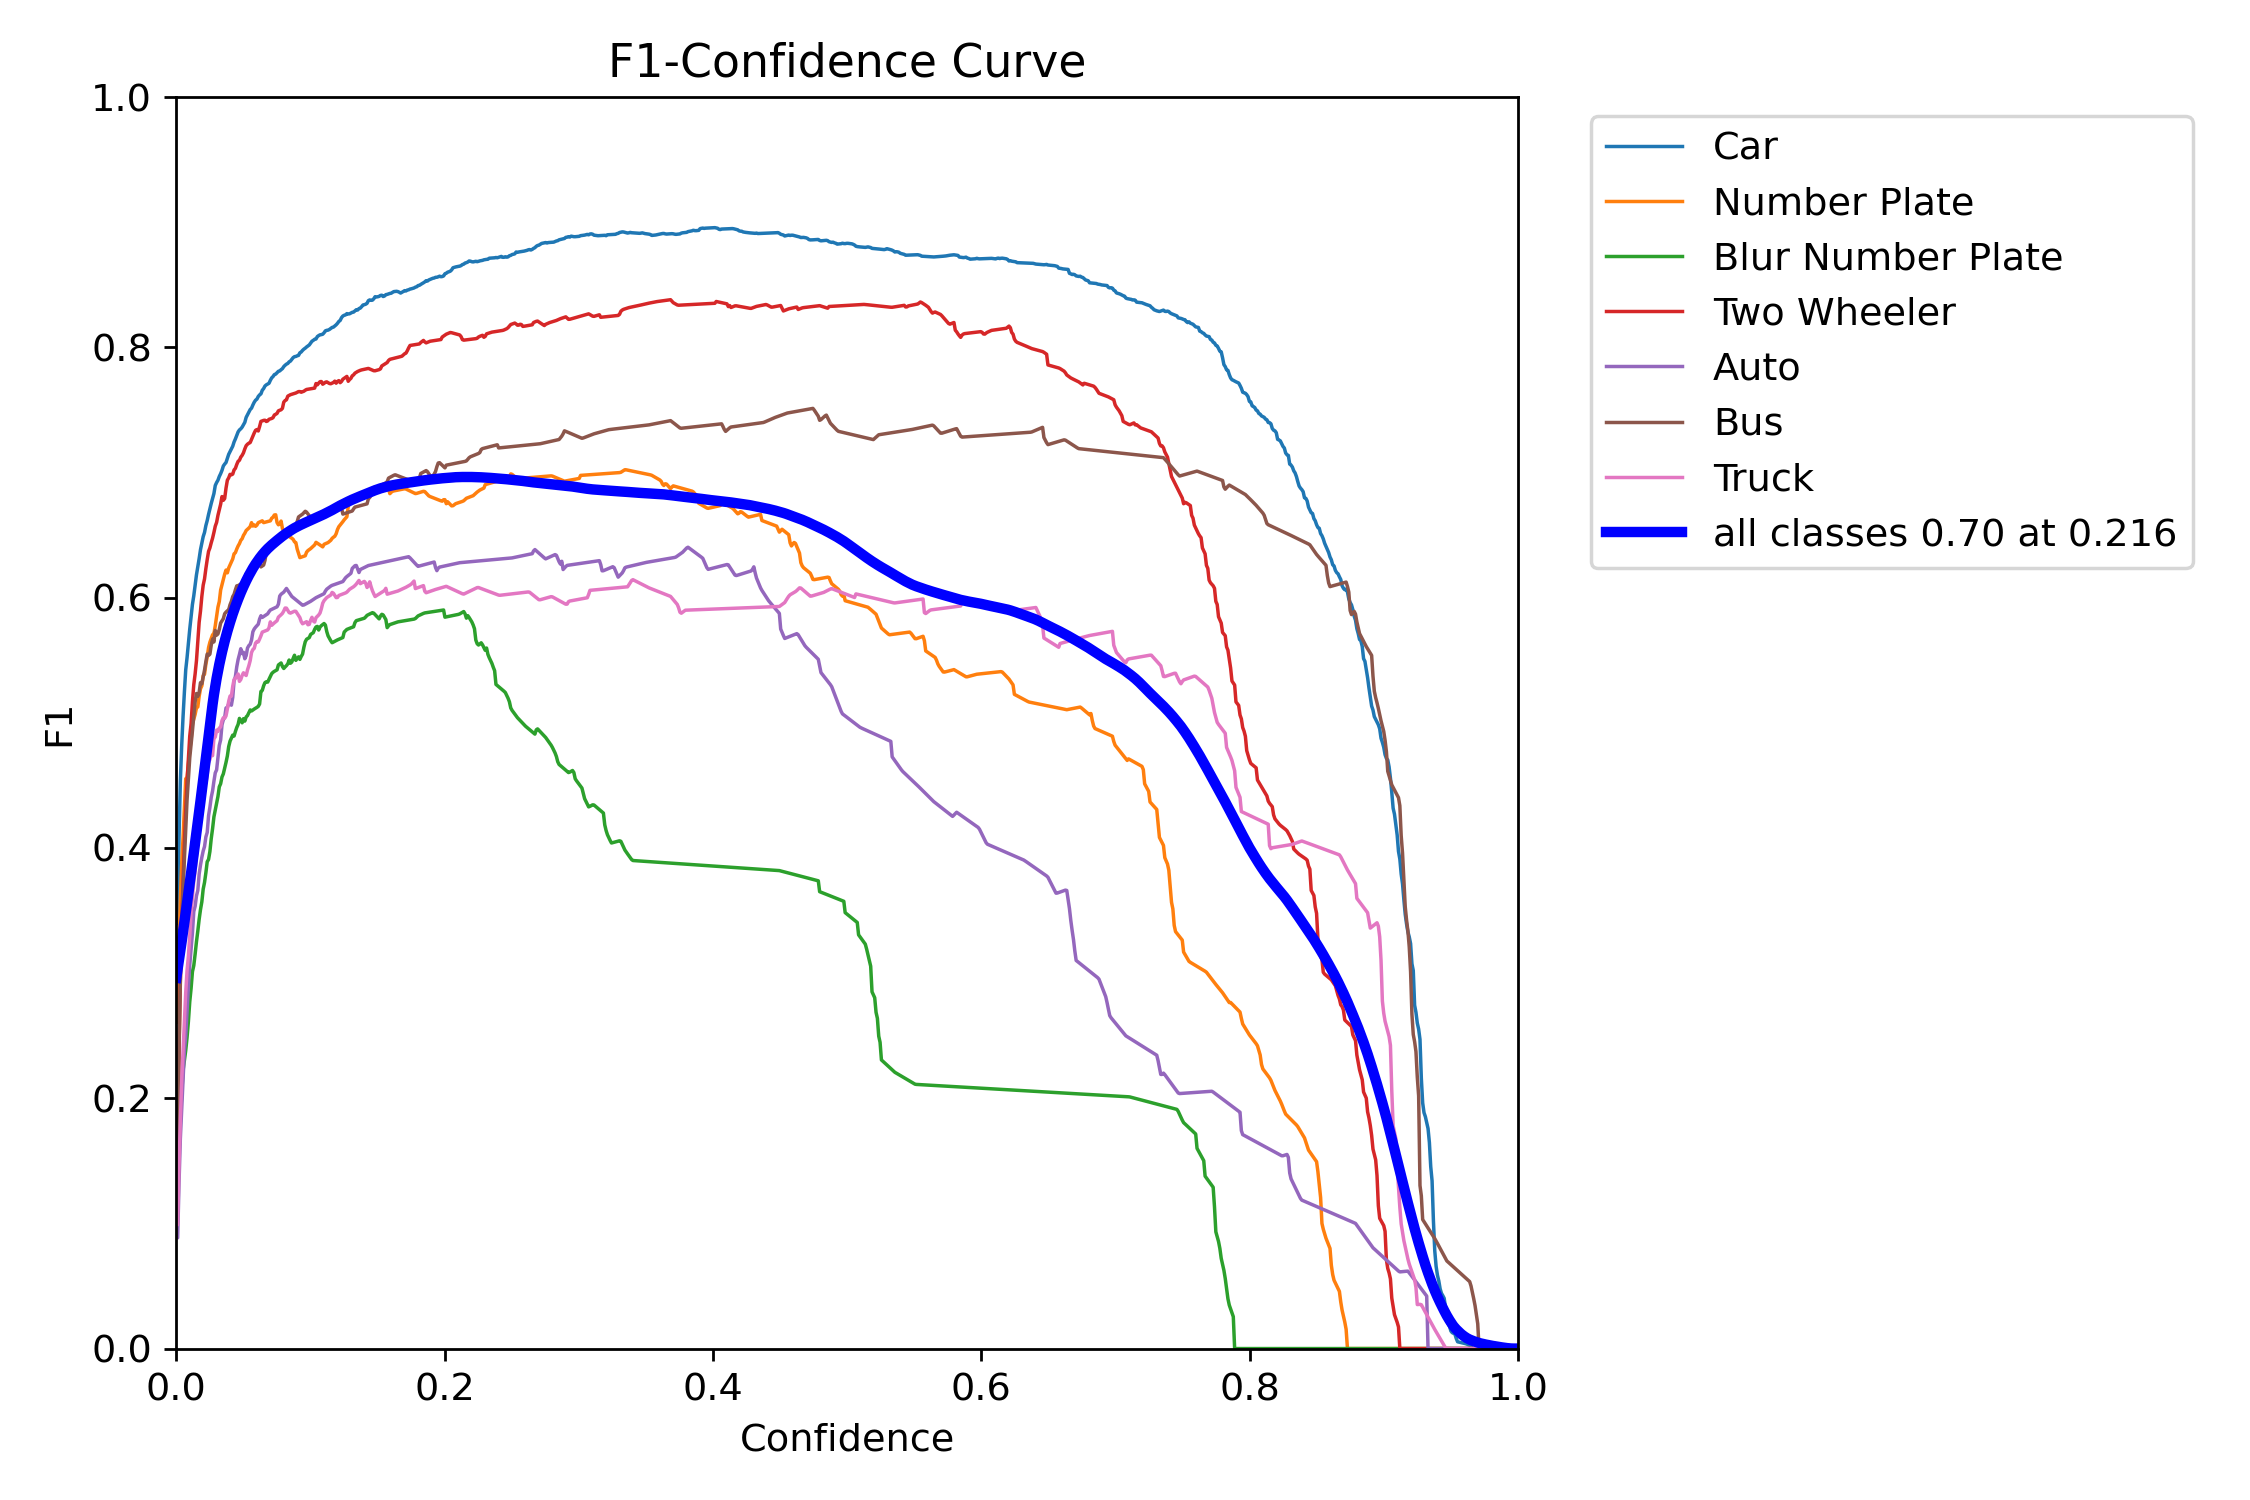 F1-Confidence Curve
1.0
0.8
0.6
0.4
0.2
0.0
F1
0.0 0.2 0.4 0.6 0.8 1.0
Confidence
Car
Number Plate
Blur Number Plate
Two Wheeler
Auto
Bus
Truck
all classes 0.70 at 0.216